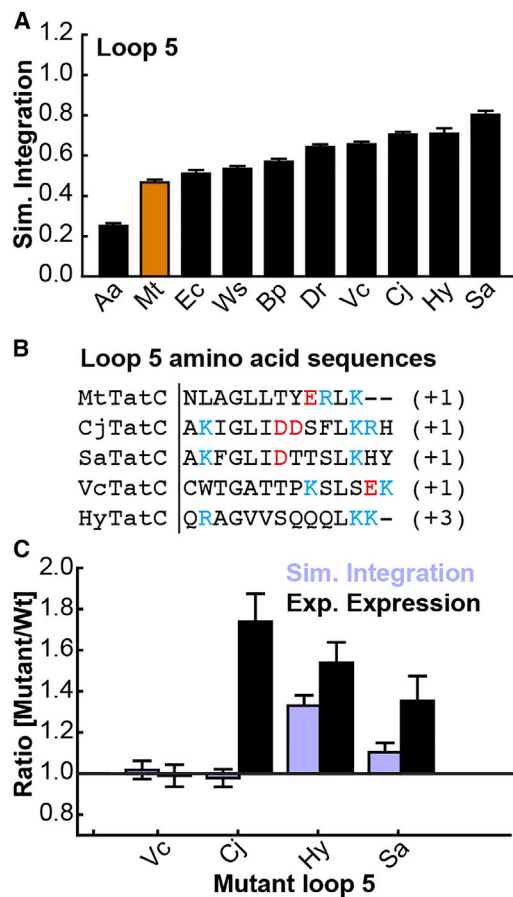 A
Loop 5
Sim. Integration
1.2
1.0
0.8
0.6
0.4
0.2
0.0
Aa Mt Ec Ws Bp Dr Vc Cj Hy Sa
B
Loop 5 amino acid sequences
MtTatC NLAGLLTYERLK-- (+1)
CjTatC AKIGLIDDSFLKRH (+1)
SaTatC AKFGLIDTTSLKHY (+1)
VcTatC CWTGATTPKSLSEK (+1)
HyTatC QRAGVVSQQQLKK- (+3)
C
Ratio [Mutant/Wt]
2.0
1.8
1.6
1.4
1.2
1.0
0.8
Sim. Integration
Exp. Expression
Vc Cj Hy Sa
Mutant loop 5